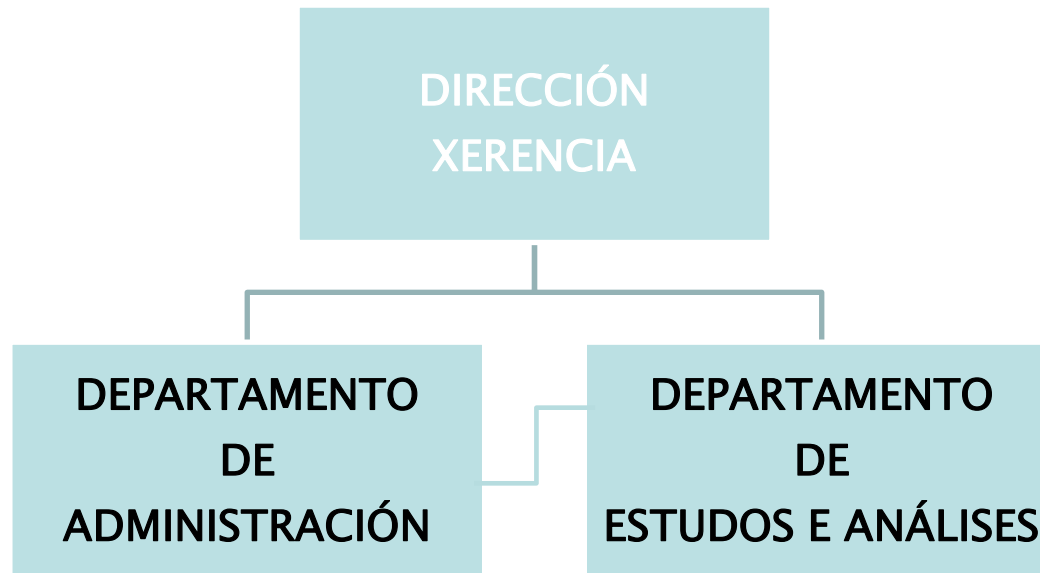 DIRECCIÓN
XERENCIA
DEPARTAMENTO
DE
ADMINISTRACIÓN
DEPARTAMENTO
DE
ESTUDOS E ANÁLISES